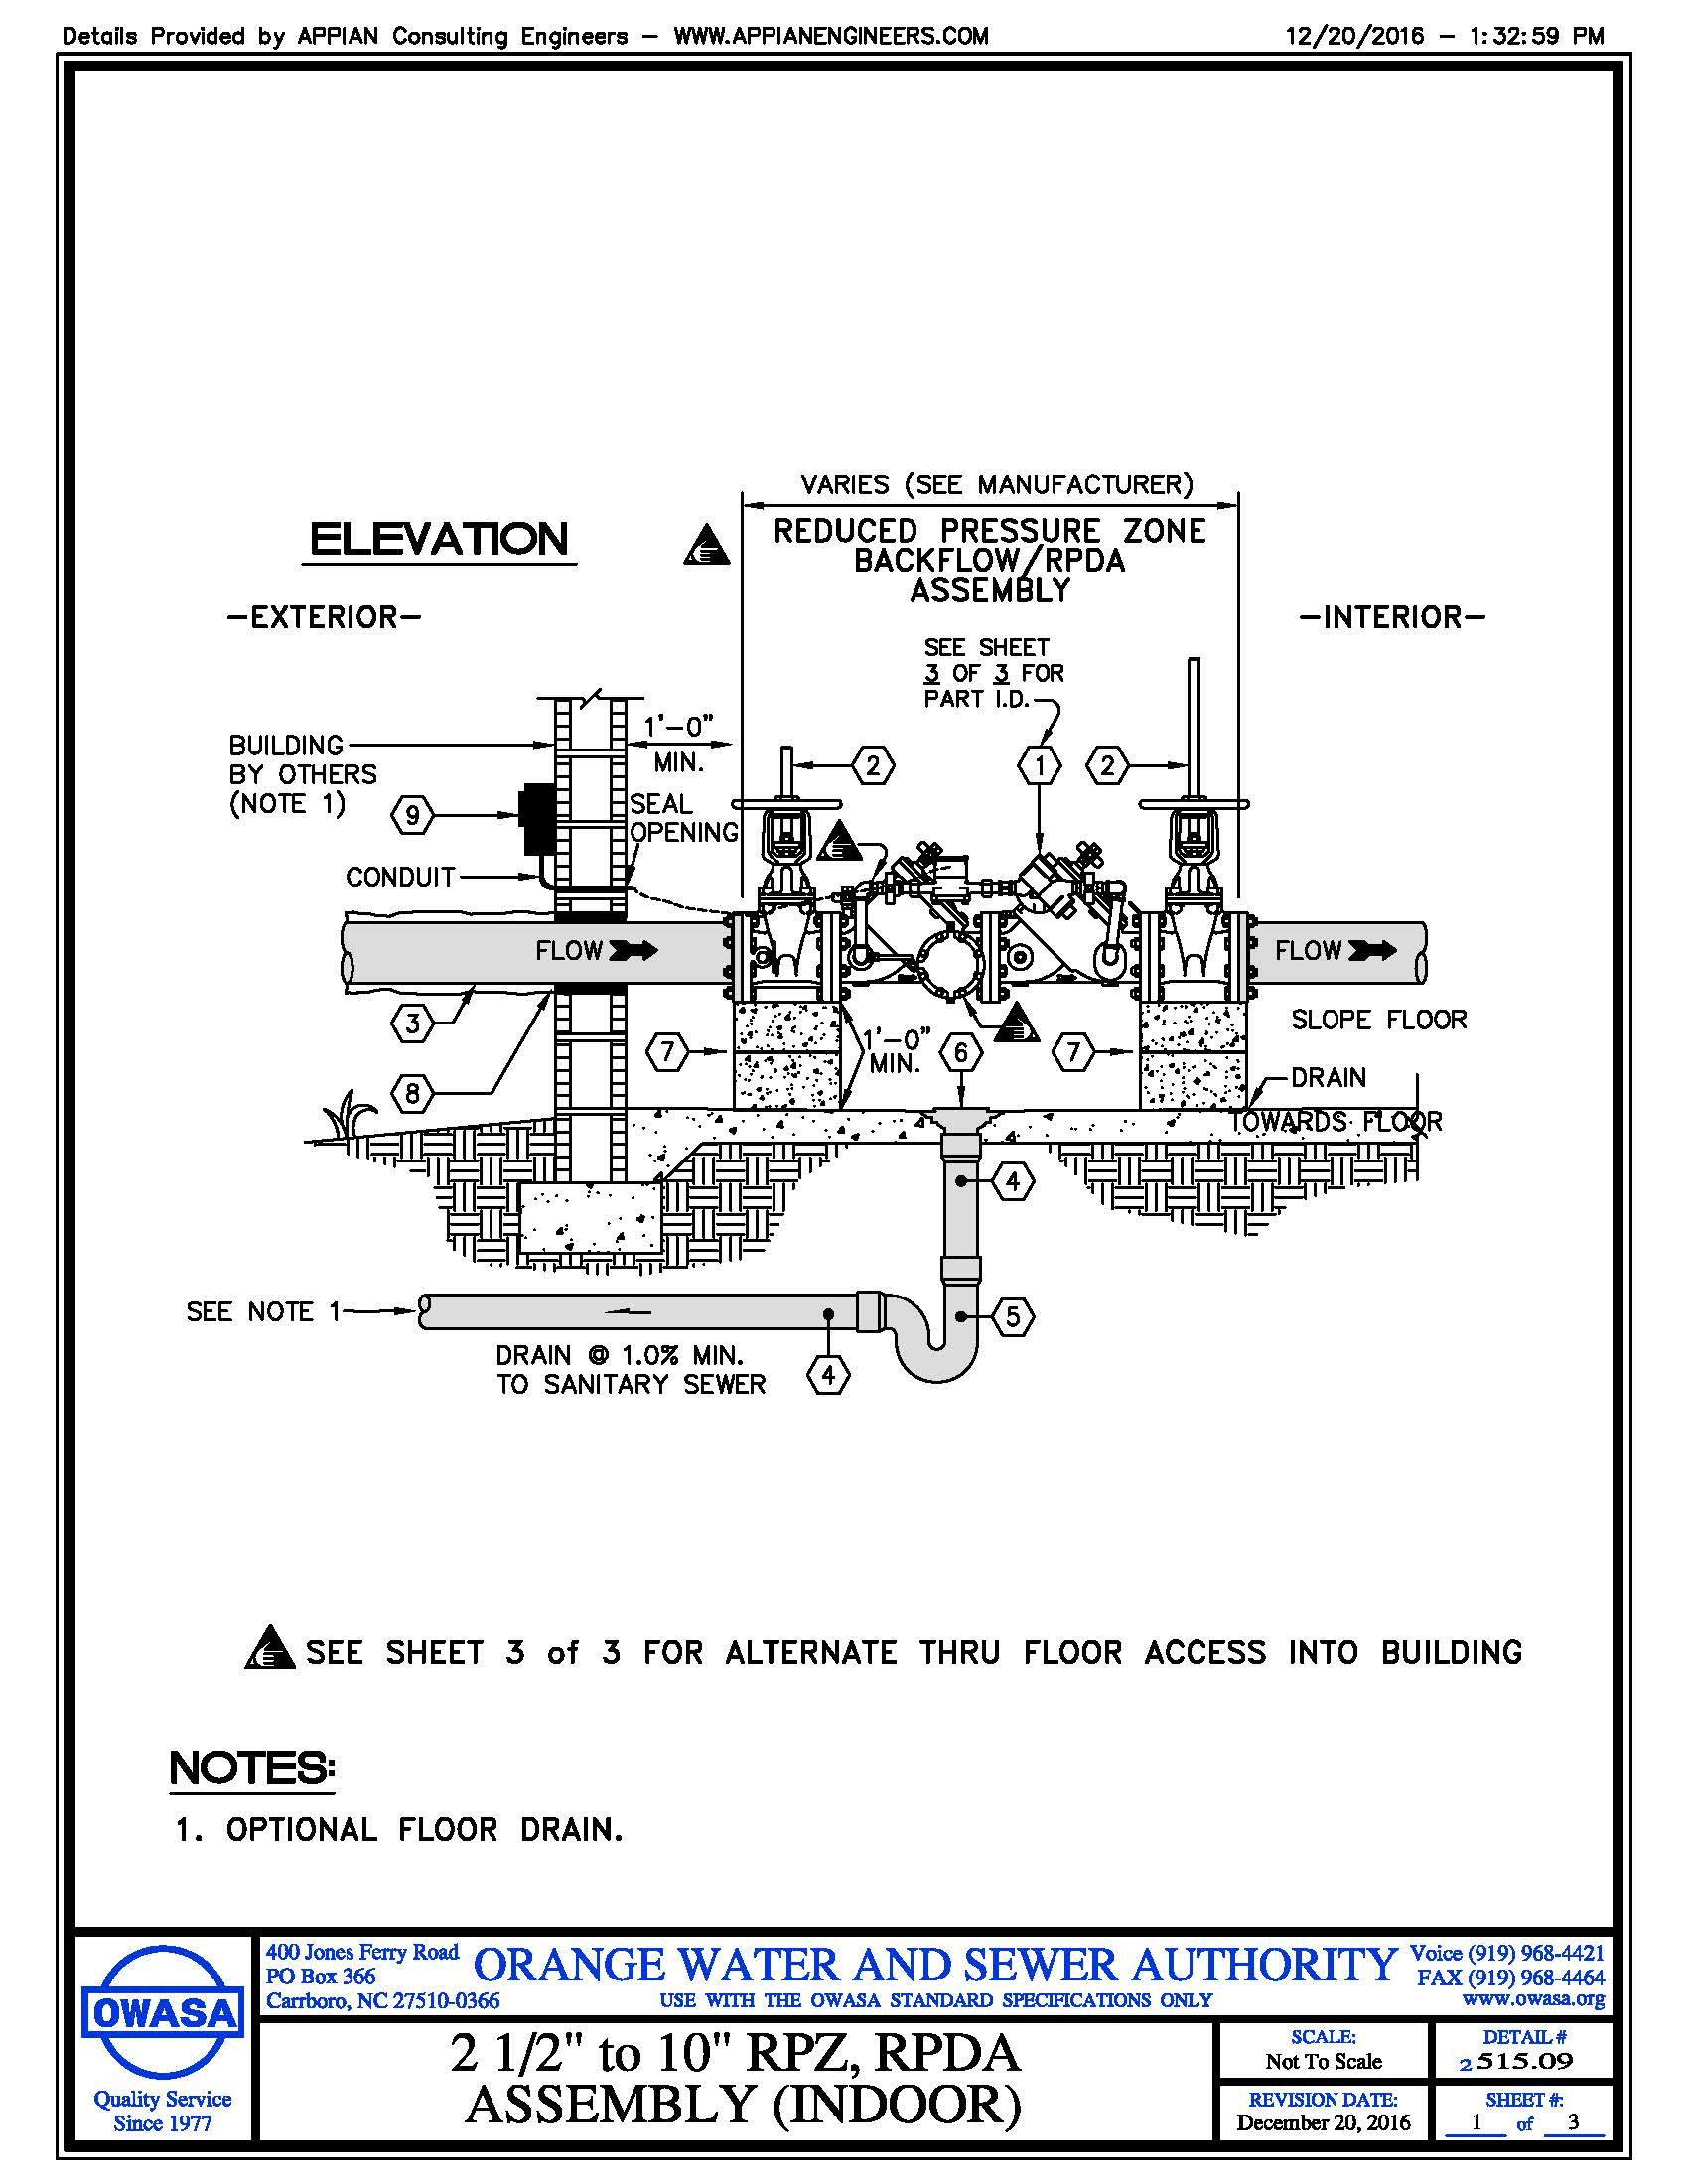 Details Provided by APPIAN Consulting Engineers – WWW.APPIANENGINEERS.COM
12/20/2016 – 1:32:59 PM
VARIES (SEE MANUFACTURER)
ELEVATION
REDUCED PRESSURE ZONE
BACKFLOW/RPDA
ASSEMBLY
–EXTERIOR–
–INTERIOR–
SEE SHEET
3 OF 3 FOR
PART I.D.
1'–0"
MIN.
BUILDING
BY OTHERS
(NOTE 1)
2
1
2
9
SEAL
OPENING
CONDUIT
FLOW
FLOW
3
SLOPE FLOOR
7
1'–0"
MIN.
6
7
8
DRAIN
TOWARDS FLOOR
4
SEE NOTE 1
5
DRAIN @ 1.0% MIN.
TO SANITARY SEWER
4
SEE SHEET 3 of 3 FOR ALTERNATE THRU FLOOR ACCESS INTO BUILDING
NOTES:
1. OPTIONAL FLOOR DRAIN.
OWASA
Quality Service
Since 1977
400 Jones Ferry Road
PO Box 366
Carrboro, NC 27510-0366
ORANGE WATER AND SEWER AUTHORITY
USE WITH THE OWASA STANDARD SPECIFICATIONS ONLY
Voice (919) 968-4421
FAX (919) 968-4464
www.owasa.org
2 1/2" to 10" RPZ, RPDA
ASSEMBLY (INDOOR)
SCALE:
Not To Scale
DETAIL #
2 515.09
REVISION DATE:
December 20, 2016
SHEET #:
1 of 3